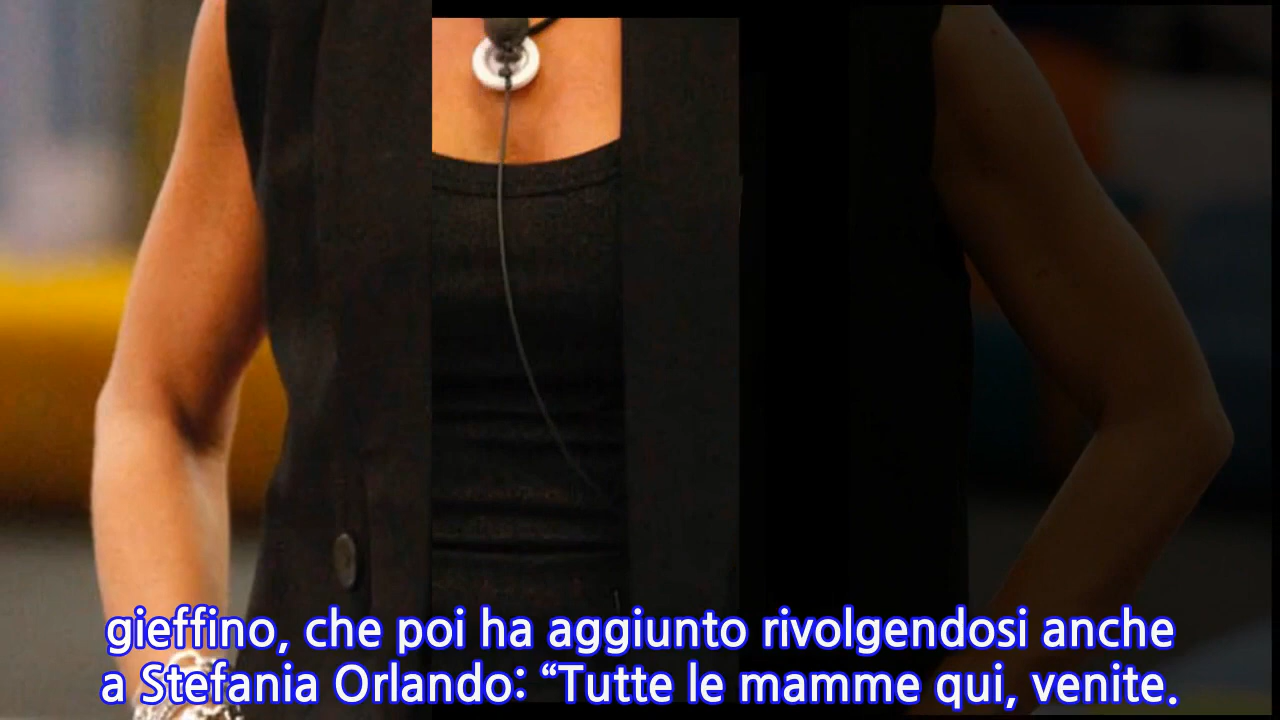 gieffino, che poi ha aggiunto rivolgendosi anche
a Stefania Orlando: “Tutte le mamme qui, venite.